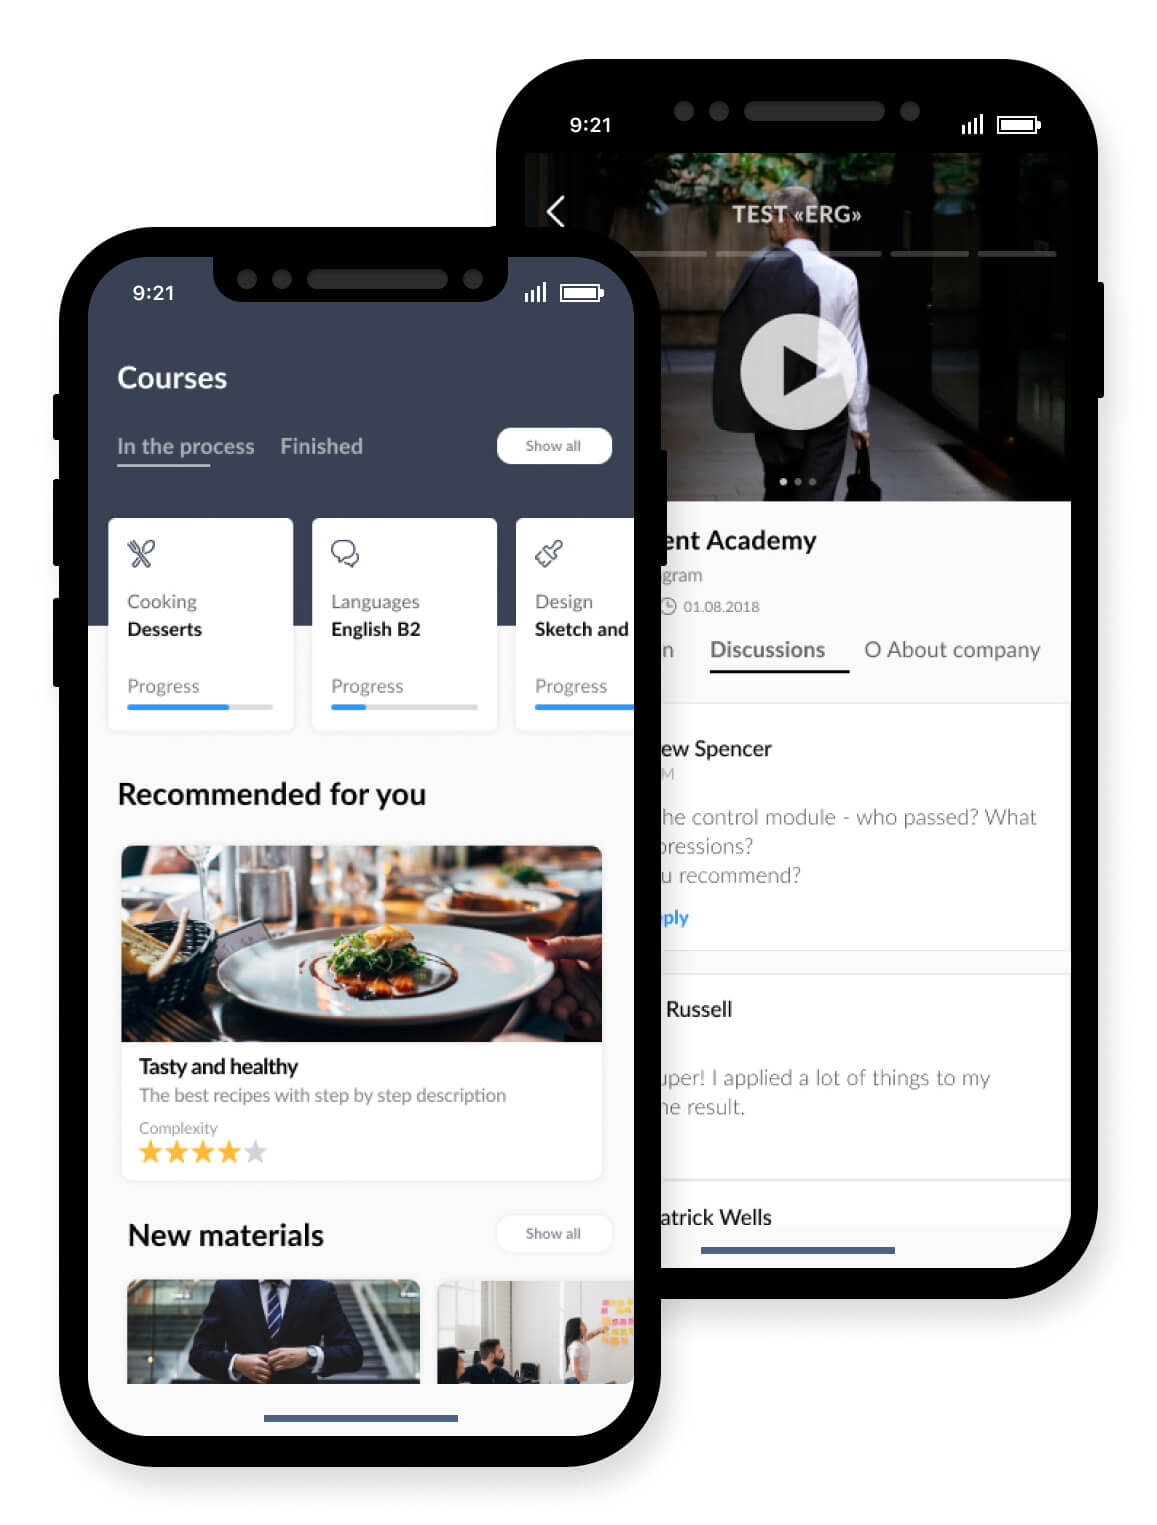 9:21
Courses
In the process
Finished
Show all
Cooking
Desserts
Progress
Languages
English B2
Progress
Design
Sketch and
Progress
Recommended for you
Tasty and healthy
The best recipes with step by step description
Complexity
New materials
Show all
9:21
TEST «ERG»
ent Academy
gram
01.08.2018
n
Discussions
O About company
ew Spencer
M
he control module - who passed? What
pressions?
u recommend?
eply
Russell
uper! I applied a lot of things to my
he result.
atrick Wells